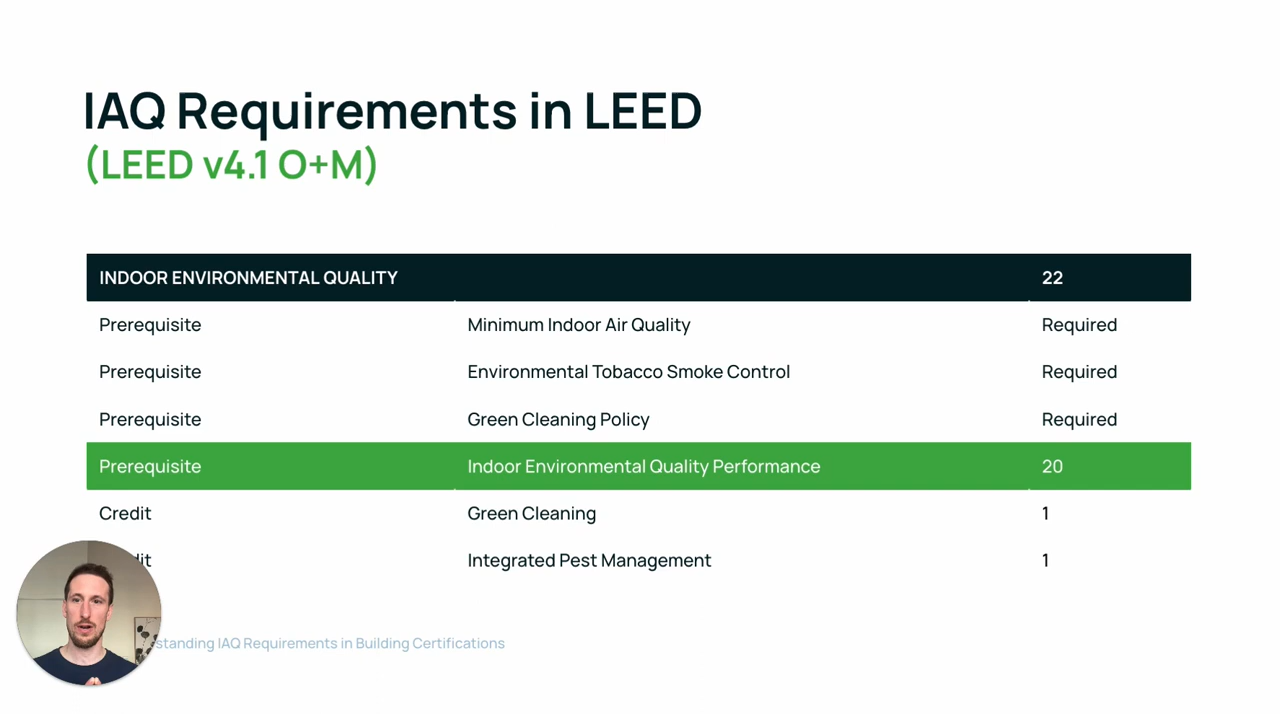 IAQ Requirements in LEED
(LEED v4.1 O+M)
INDOOR ENVIRONMENTAL QUALITY 22
Prerequisite Minimum Indoor Air Quality Required
Prerequisite Environmental Tobacco Smoke Control Required
Prerequisite Green Cleaning Policy Required
Prerequisite Indoor Environmental Quality Performance 20
Credit Green Cleaning 1
Integrated Pest Management 1
IAQ Requirements in Building Certifications